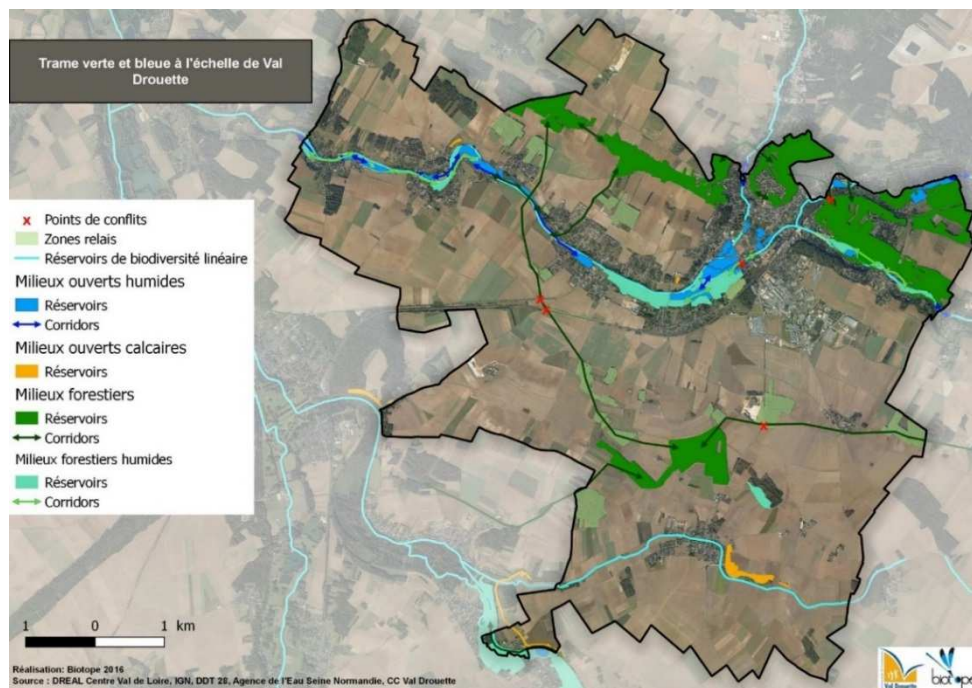 Trame verte et bleue à l'échelle de Val
Drouette
x Points de conflits
Zones relais
Réservoirs de biodiversité linéaire
Milieux ouverts humides
Réservoirs
Corridors
Milieux ouverts calcaires
Réservoirs
Milieux forestiers
Réservoirs
Corridors
Milieux forestiers humides
Réservoirs
Corridors
1 0 1 km
Réalisation: Biotope 2016
Source : DREAL Centre Val de Loire, IGN, DDT 28, Agence de l'Eau Seine Normandie, CC Val Drouette
Val Drouette
biotope